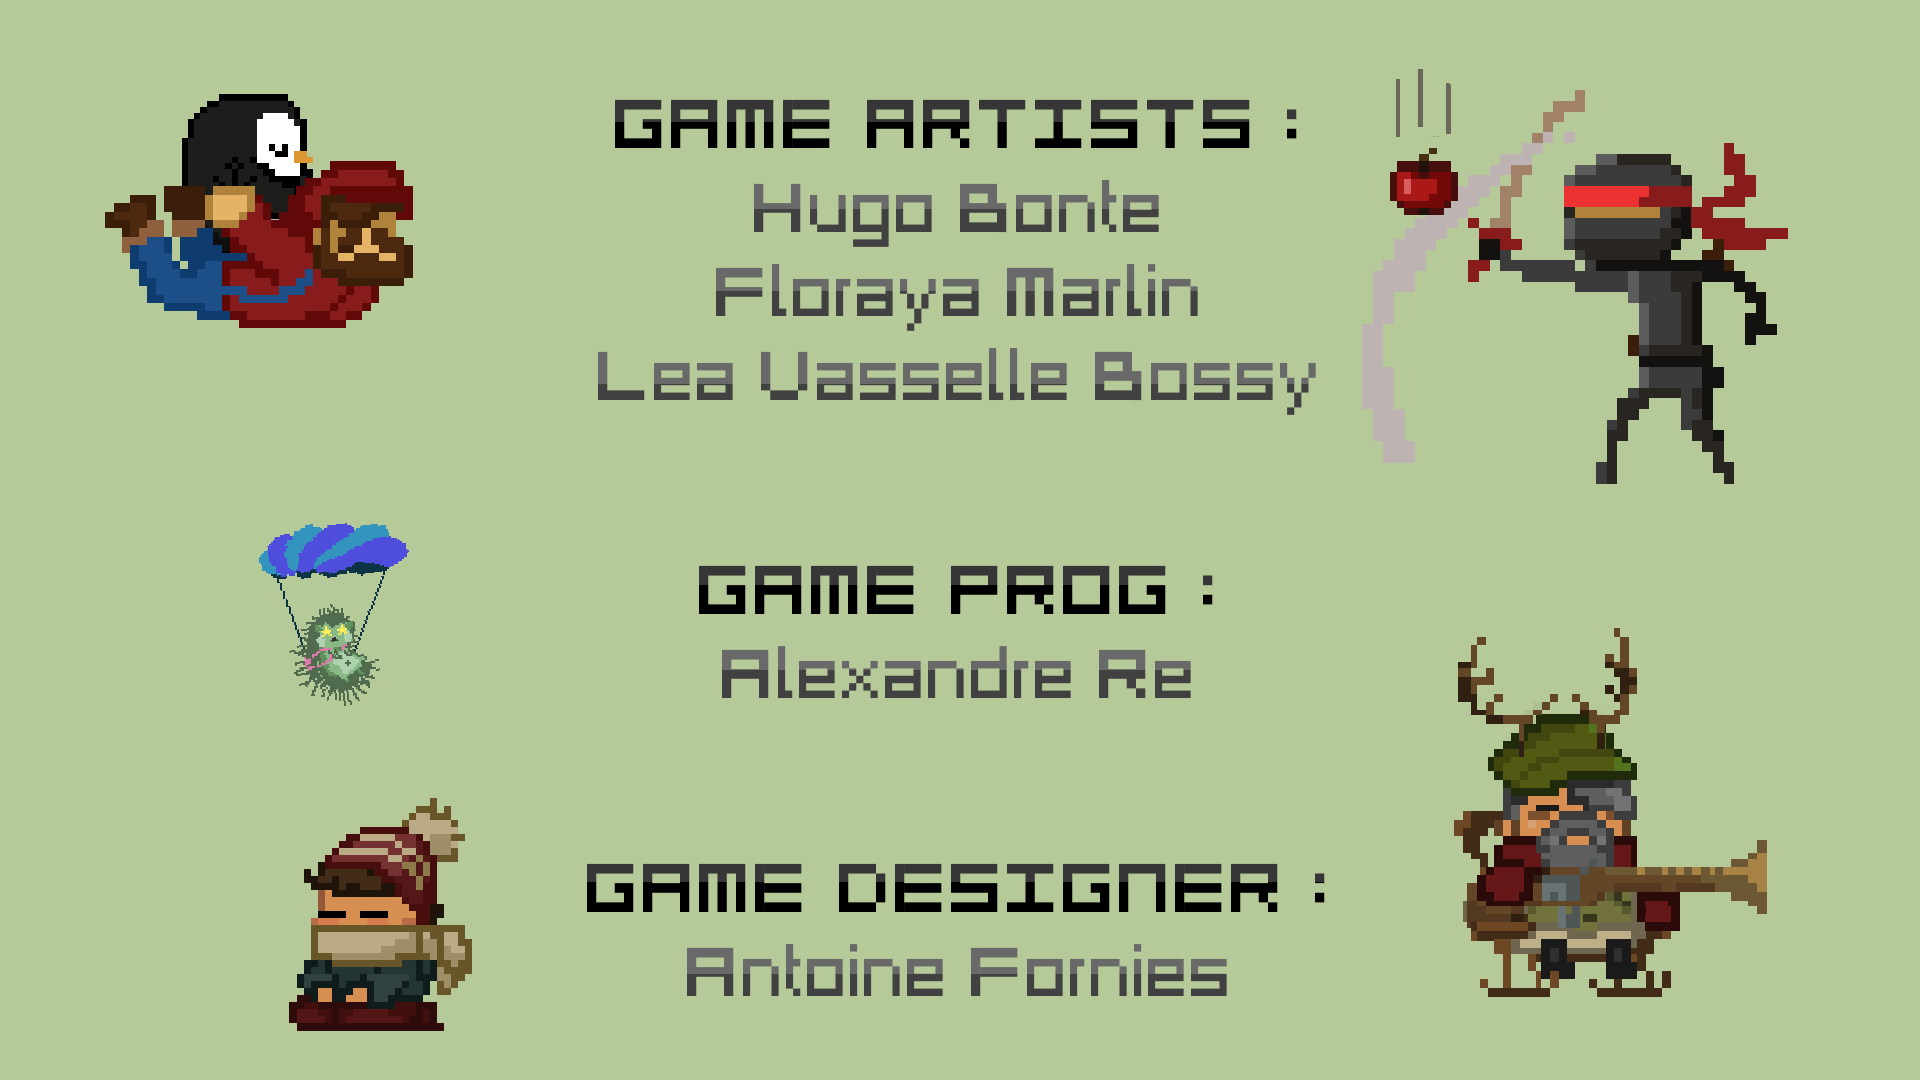 GAME ARTISTS :
Hugo Bonte
Floraya Marlin
Lea Vasselle Bossy
GAME PROG :
Alexandre Re
GAME DESIGNER :
Antoine Fornies